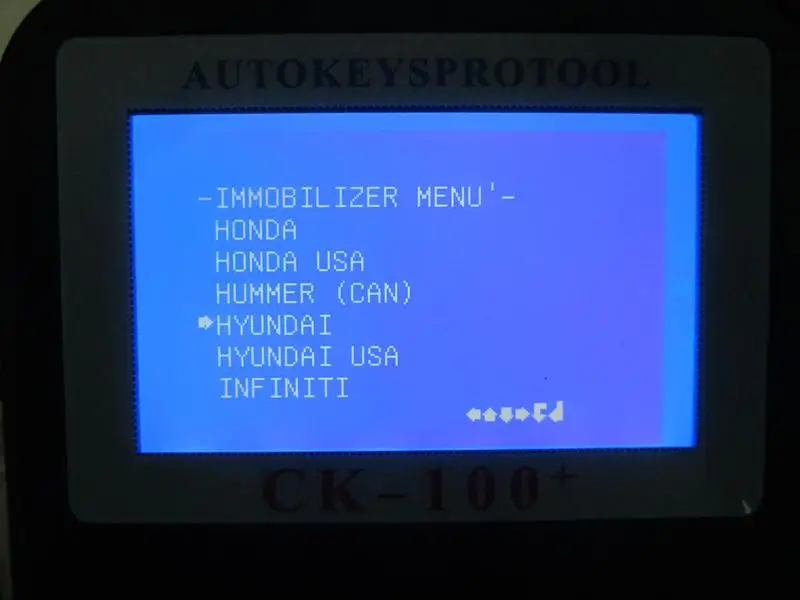 AUTOKEYSPROTOOL
-IMMOBILIZER MENU'-
HONDA
HONDA USA
HUMMER (CAN)
HYUNDAI
HYUNDAI USA
INFINITI
CK-100+